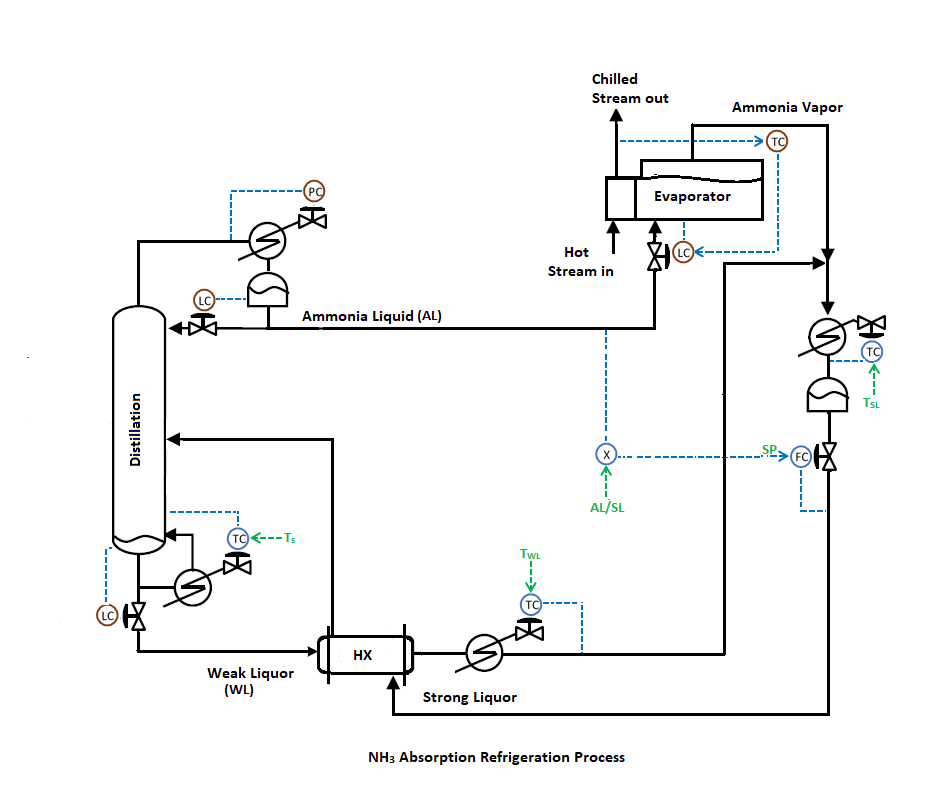 Chilled
Stream out
Ammonia Vapor
TC
PC
Evaporator
Hot
Stream in
LC
LC
Ammonia Liquid (AL)
TC
TSL
Distillation
X
SP
FC
AL/SL
TC
Ts
TWL
TC
LC
HX
Weak Liquor
(WL)
Strong Liquor
NH3 Absorption Refrigeration Process